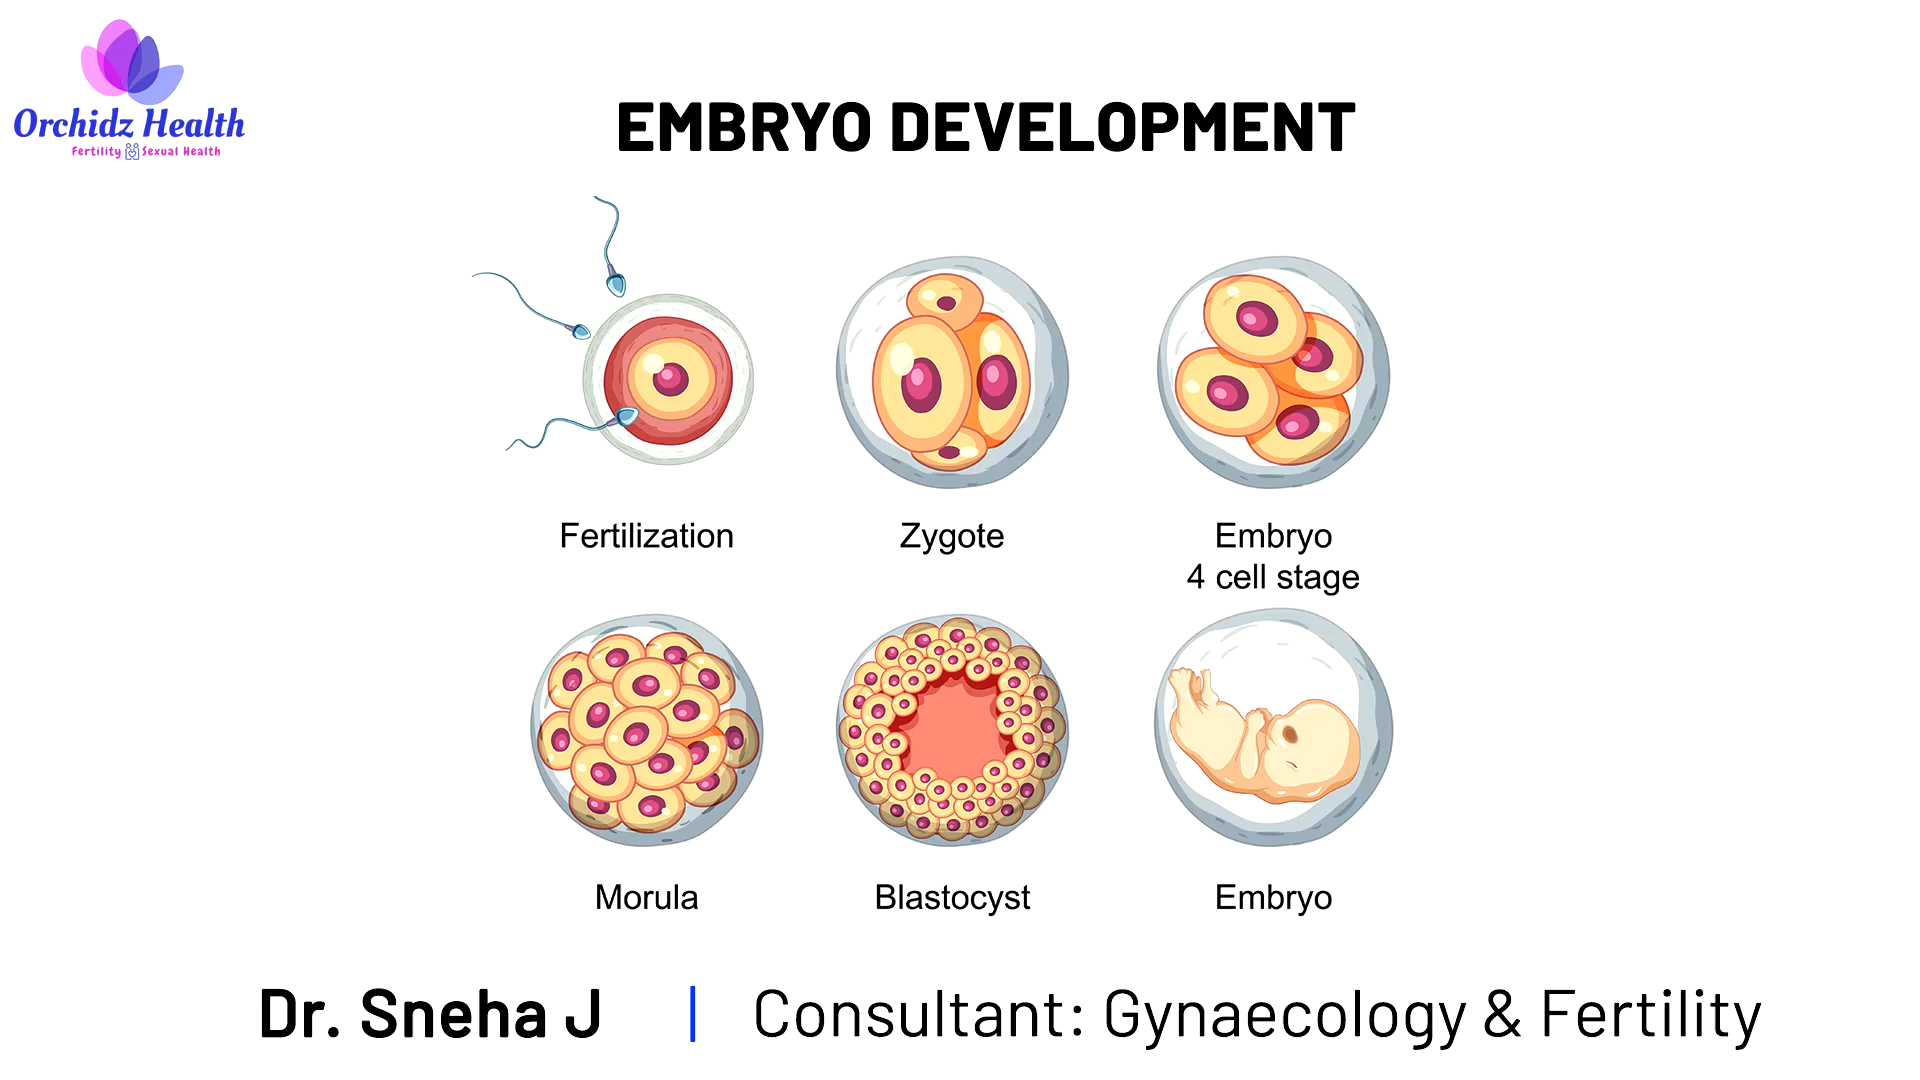 Orchidz Health
Fertility Sexual Health
EMBRYO DEVELOPMENT
Fertilization
Zygote
Embryo
4 cell stage
Morula
Blastocyst
Embryo
Dr. Sneha J | Consultant: Gynaecology & Fertility